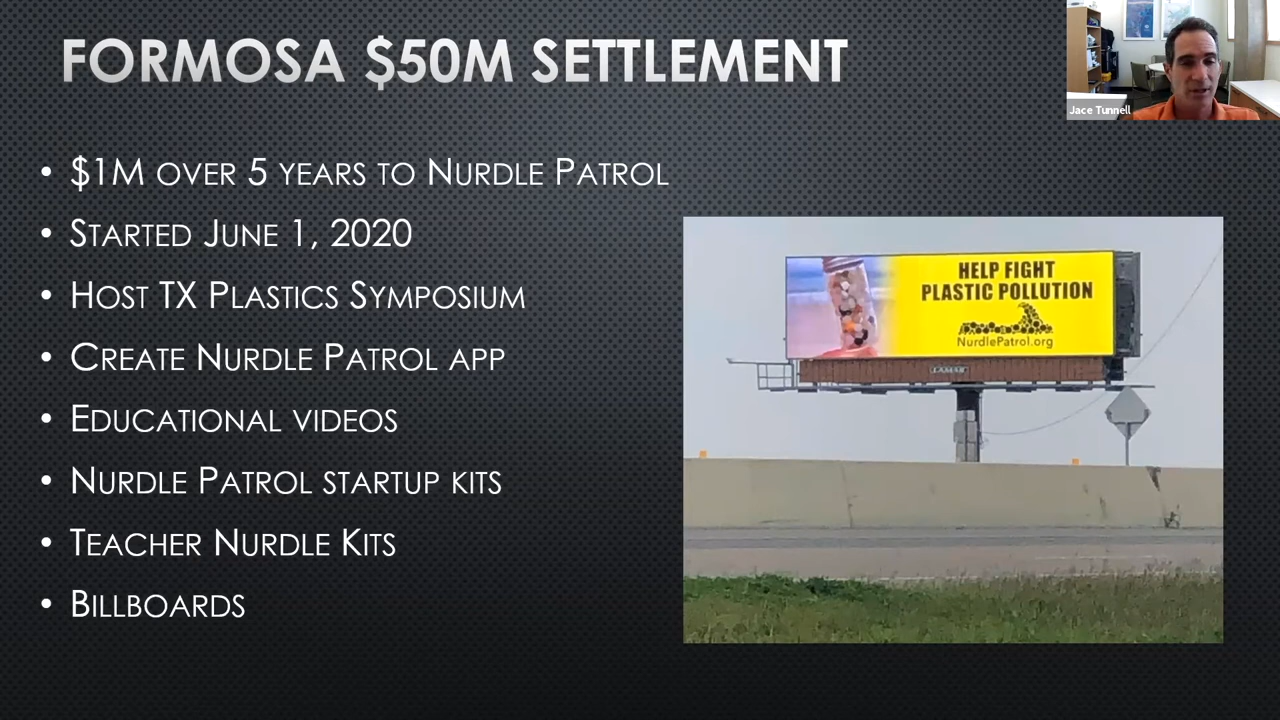 FORMOSA $50M SETTLEMENT
Jace Tunnell
• $1M OVER 5 YEARS TO NURDLE PATROL
• STARTED JUNE 1, 2020
• HOST TX PLASTICS SYMPOSIUM
• CREATE NURDLE PATROL APP
• EDUCATIONAL VIDEOS
• NURDLE PATROL STARTUP KITS
• TEACHER NURDLE KITS
• BILLBOARDS
HELP FIGHT
PLASTIC POLLUTION
NurdlePatrol.org